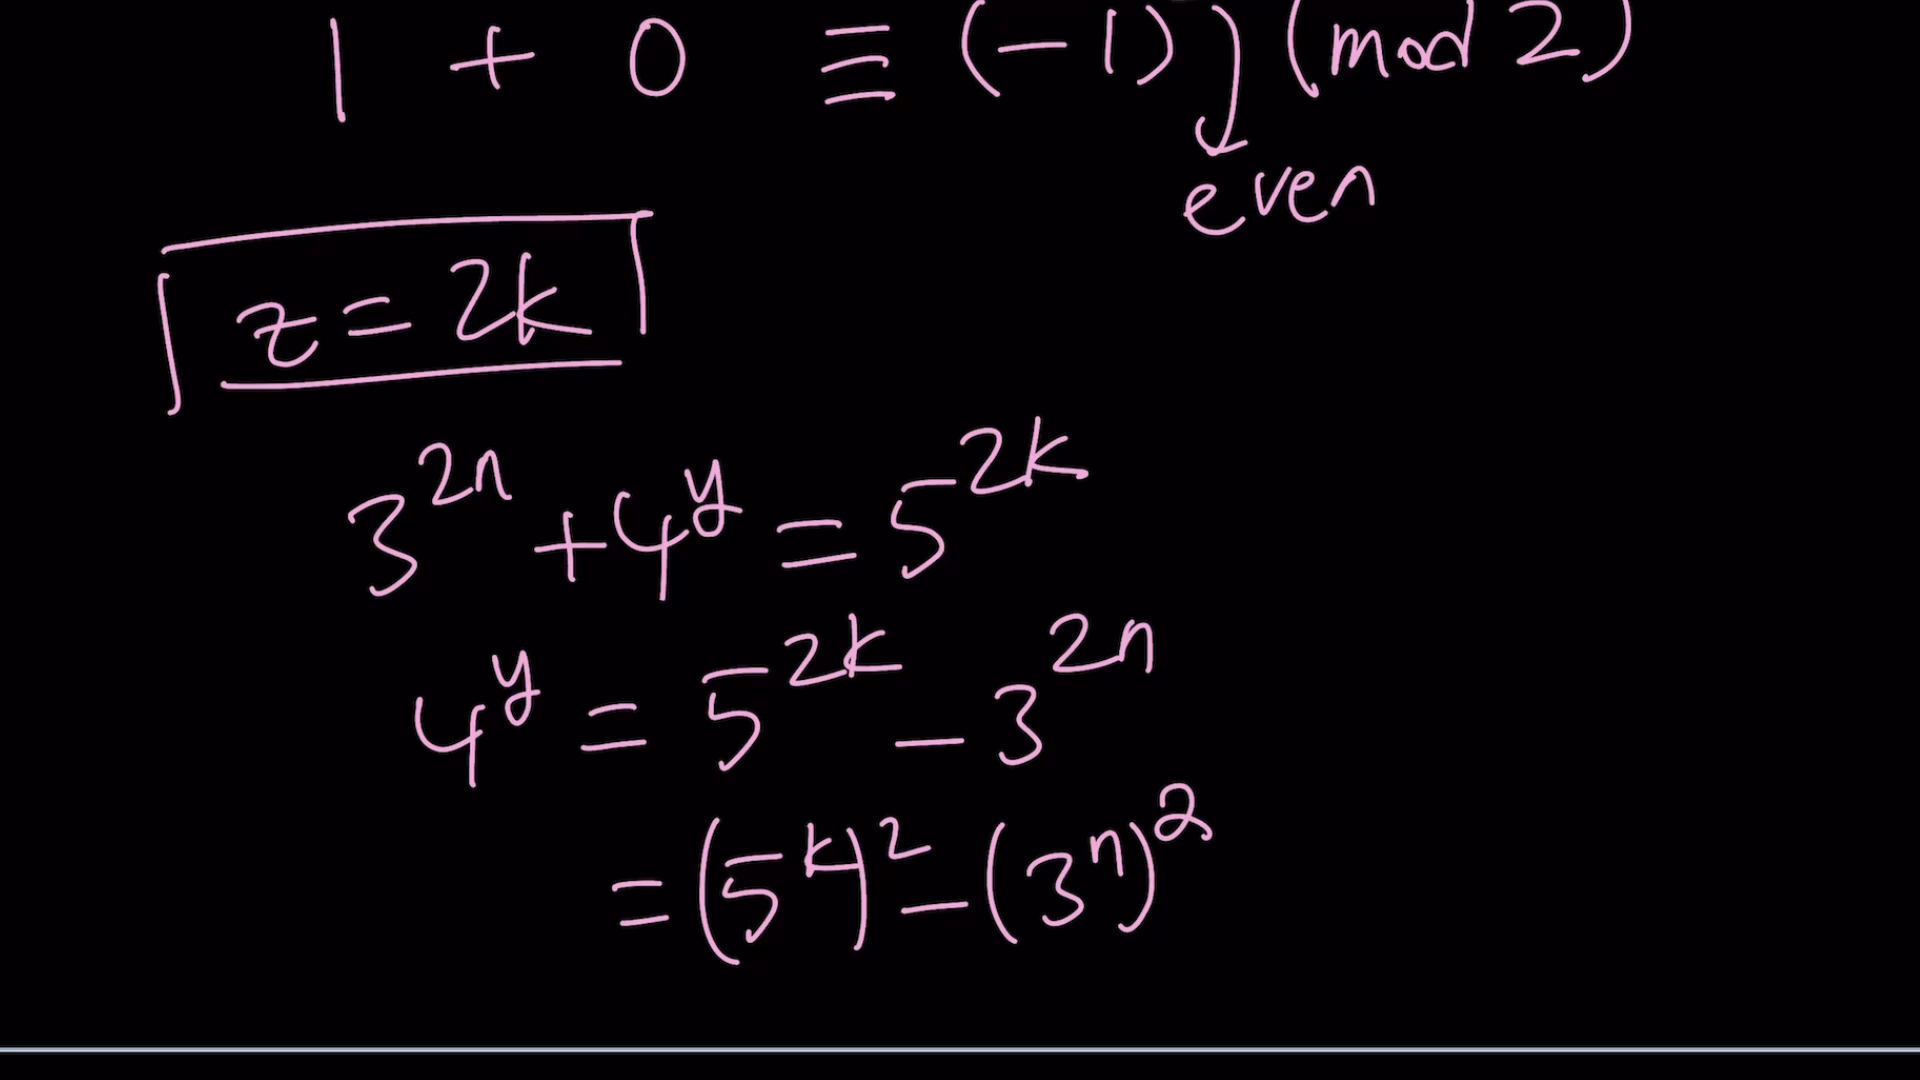 1 + 0 ≡ (-1) (mod 2)
even
z = 2k
3^{2n} + 4^y = 5^{2k}
4^y = 5^{2k} - 3^{2n}
= (5^k)^2 - (3^n)^2